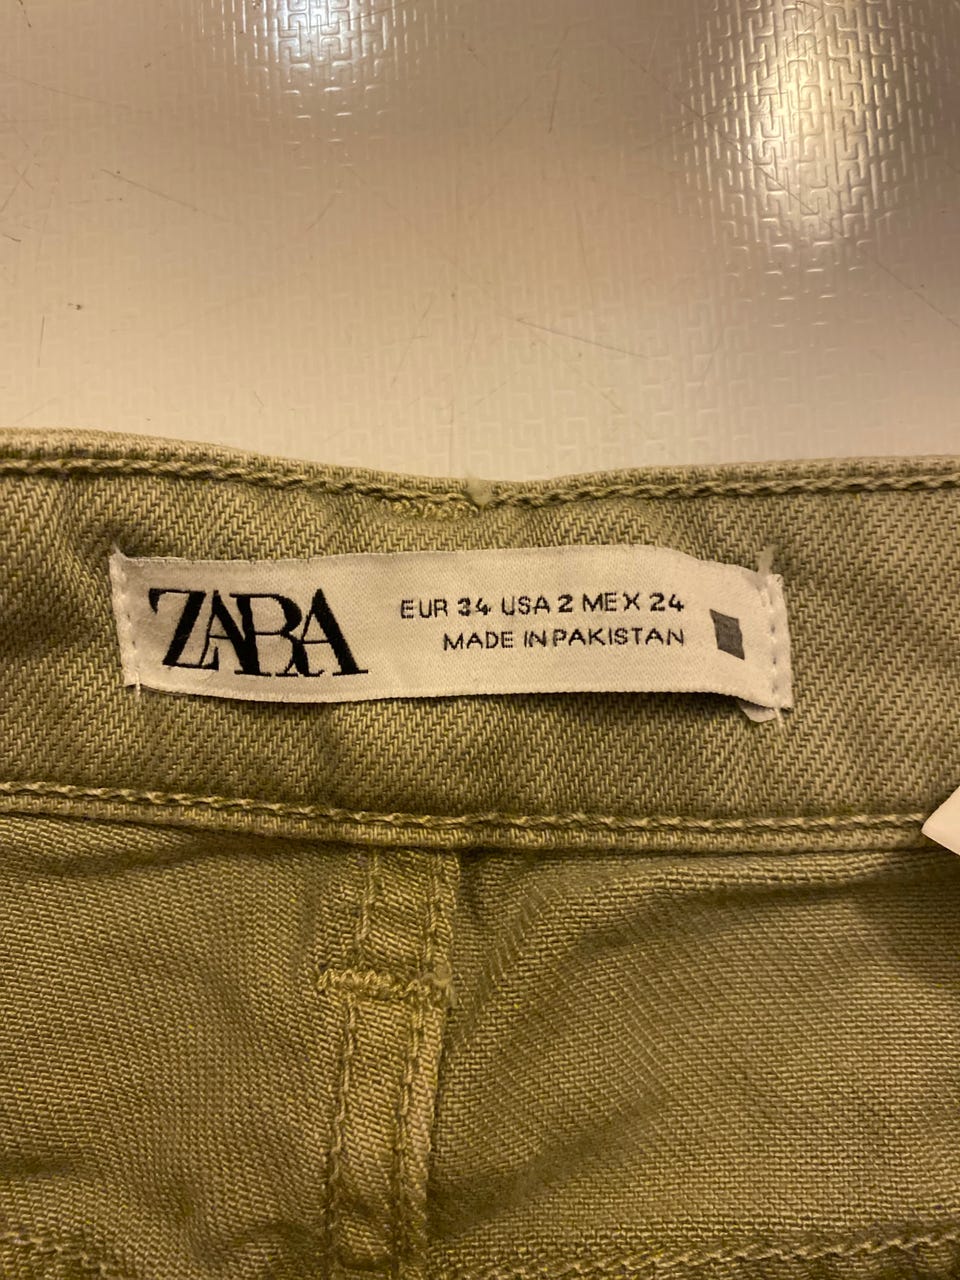 ZARA
EUR 34 USA 2 MEX 24
MADE IN PAKISTAN